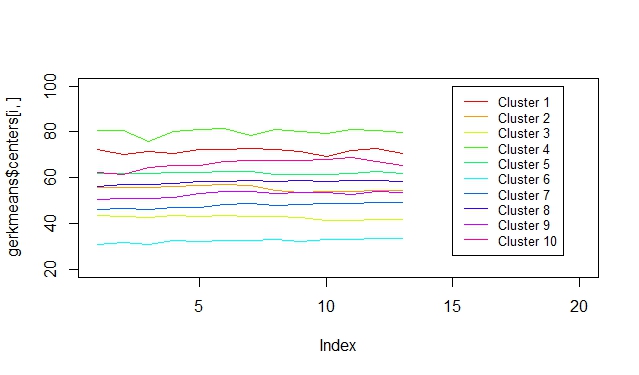 gerkmeans$centers[i, ]
100
80
60
40
20
Cluster 1
Cluster 2
Cluster 3
Cluster 4
Cluster 5
Cluster 6
Cluster 7
Cluster 8
Cluster 9
Cluster 10
5 10 15 20
Index